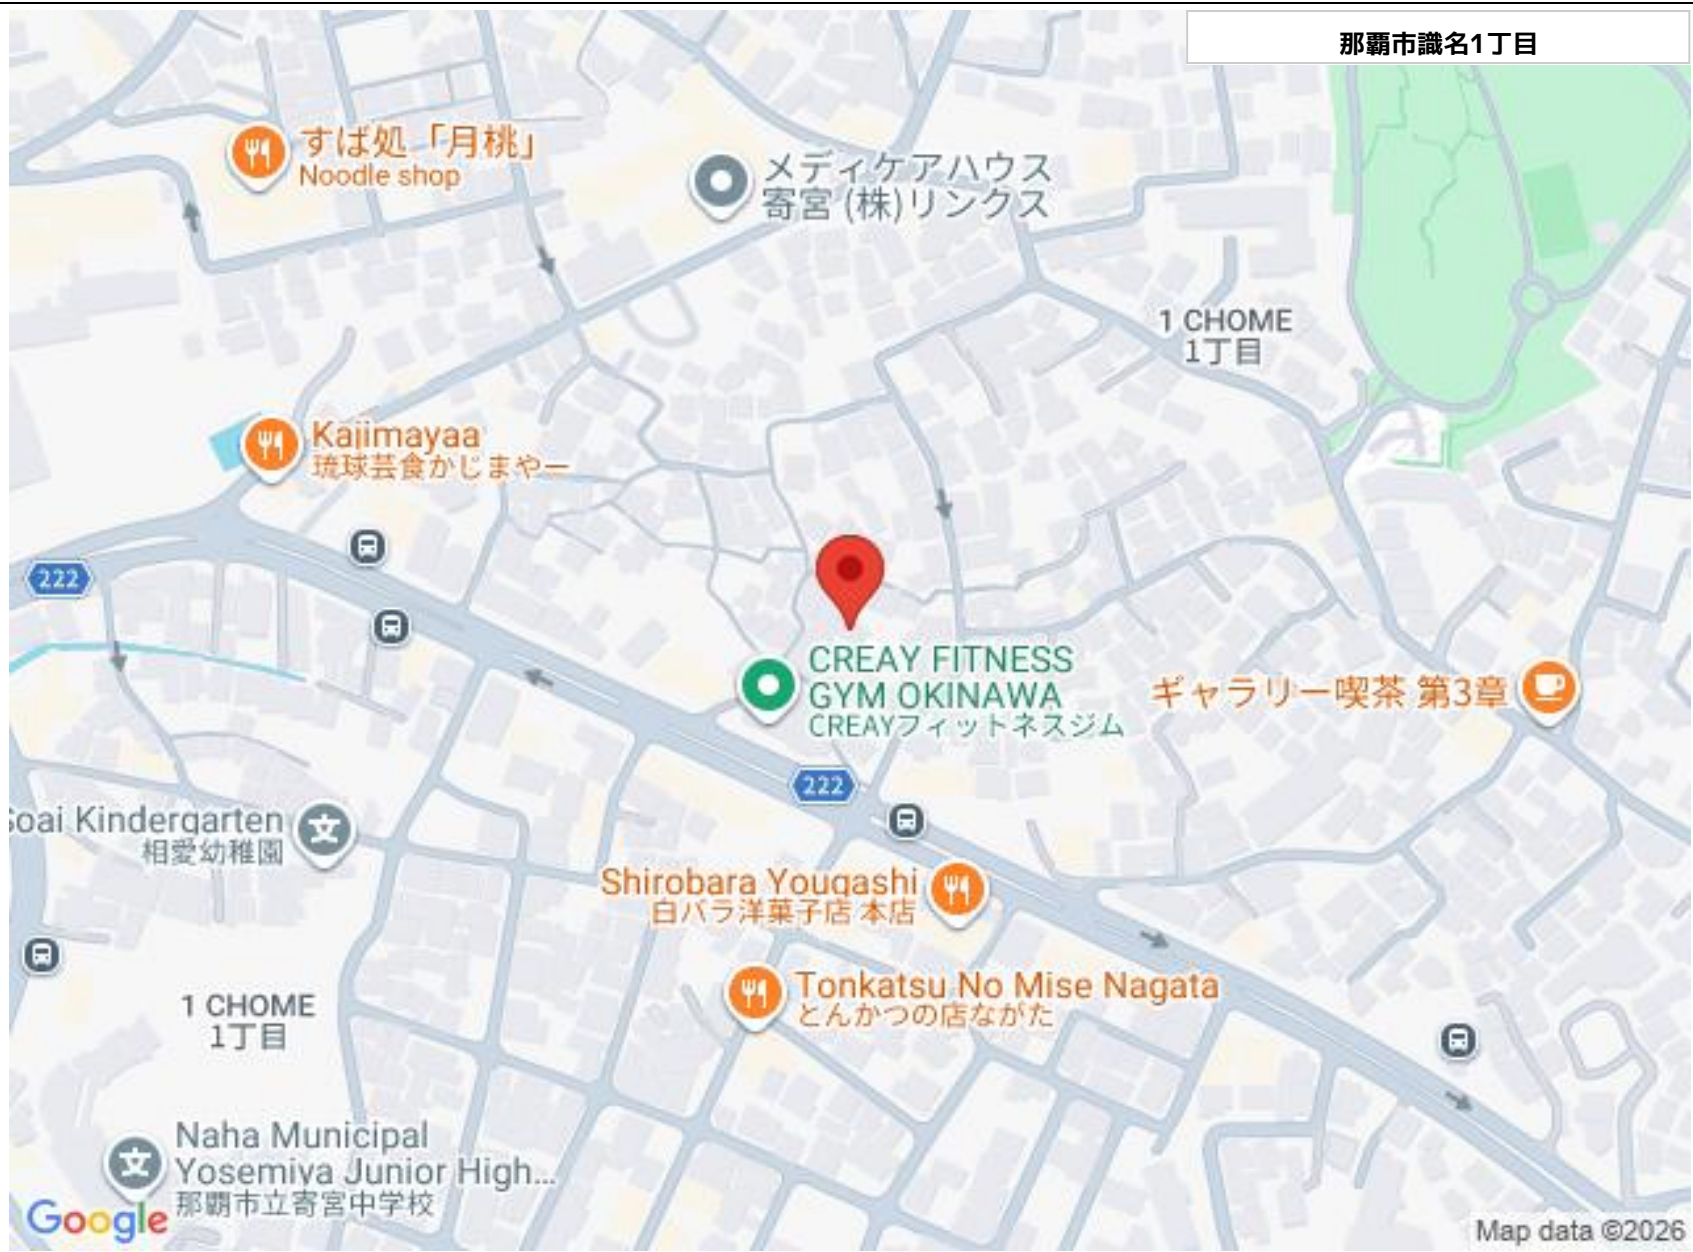 那覇市識名1丁目
すば処「月桃」
Noodle shop
メディケアハウス
寄宮 (株)リンクス
1 CHOME
1丁目
Kajimayaa
琉球芸食かじまやー
222
CREAY FITNESS
GYM OKINAWA
CREAYフィットネスジム
ギャラリー喫茶 第3章
222
Soai Kindergarten
相愛幼稚園
文
Shirobara Yougashi
白バラ洋菓子店 本店
Tonkatsu No Mise Nagata
とんかつの店ながた
1 CHOME
1丁目
文
Naha Municipal
Yosemiya Junior High...
那覇市立寄宮中学校
Google
Map data ©2026